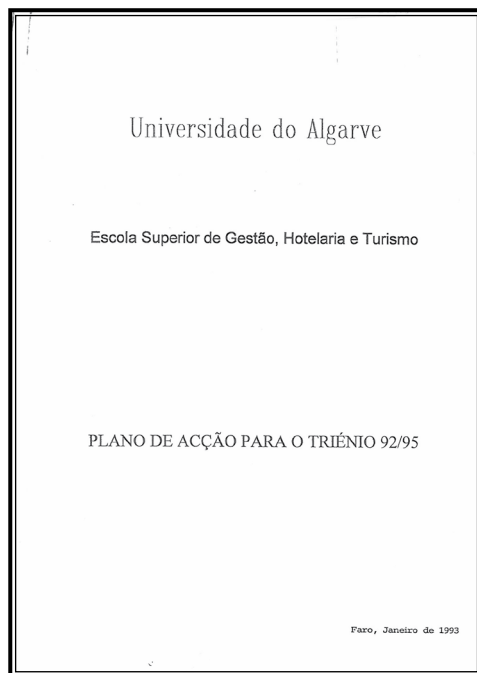 Universidade do Algarve
Escola Superior de Gestão, Hotelaria e Turismo
PLANO DE ACÇÃO PARA O TRIÉNIO 92/95
Faro, Janeiro de 1993